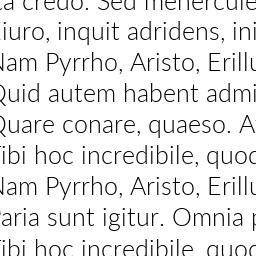 ta credo. Sed mehercule
iuro, inquit adridens, ini
Nam Pyrrho, Aristo, Erillu
Quid autem habent admi
Quare conare, quaeso. A
Tibi hoc incredibile, quod
Nam Pyrrho, Aristo, Erillu
Paria sunt igitur. Omnia p
Tibi hoc incredibile, quod